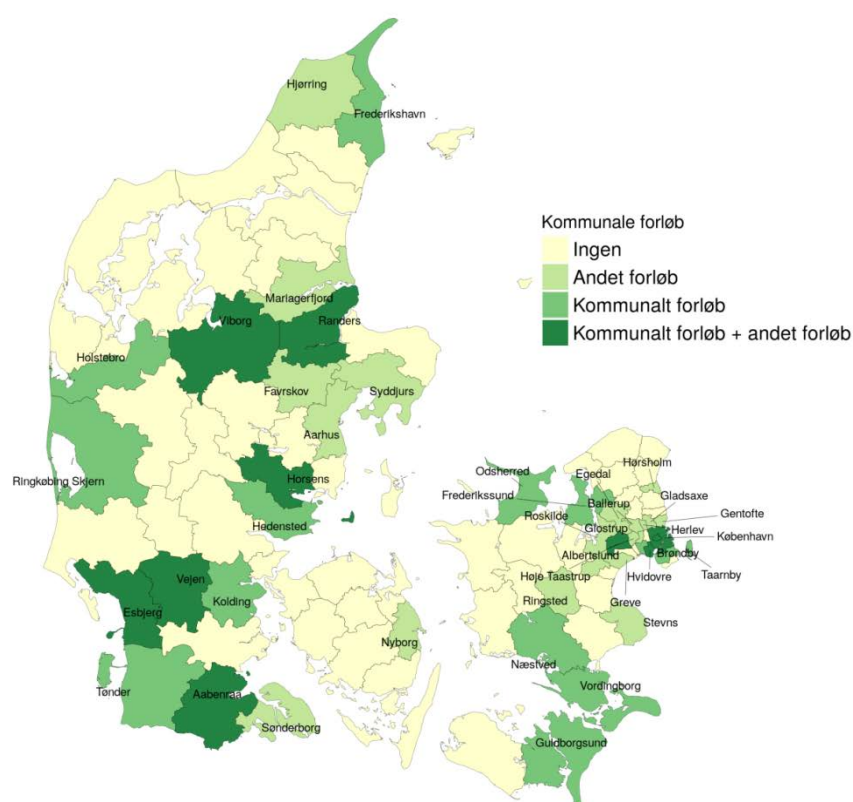 Hjørring
Frederikshavn
Kommunale forløb
Ingen
Andet forløb
Kommunalt forløb
Kommunalt forløb + andet forløb
Mariagerfjord
Viborg
Randers
Holstebro
Favrskov
Syddjurs
Aarhus
Ringkøbing Skjern
Horsens
Hedensted
Odsherred
Egedal
Hørsholm
Frederikssund
Ballerup
Gladsaxe
Roskilde
Gentofte
Glostrup
Herlev
København
Albertslund
Brøndby
Høje Taastrup
Hvidovre
Taarnby
Ringsted
Greve
Stevns
Vejen
Kolding
Esbjerg
Nyborg
Næstved
Vordingborg
Tønder
Aabenraa
Sønderborg
Guldborgsund